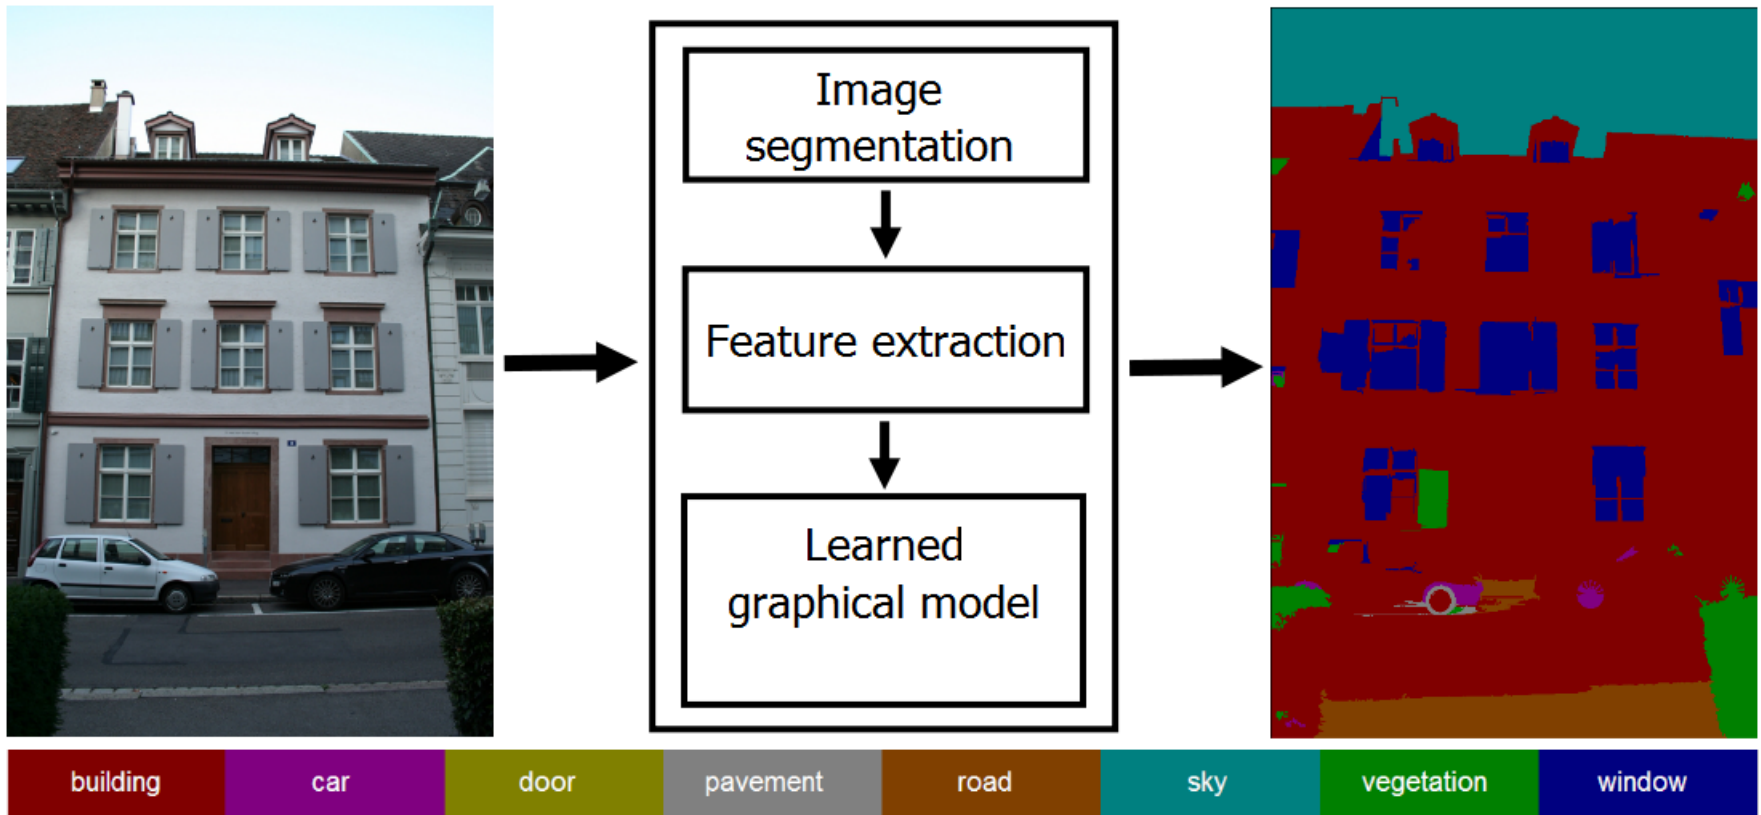 Image
segmentation
Feature extraction
Learned
graphical model
building car door pavement road sky vegetation window